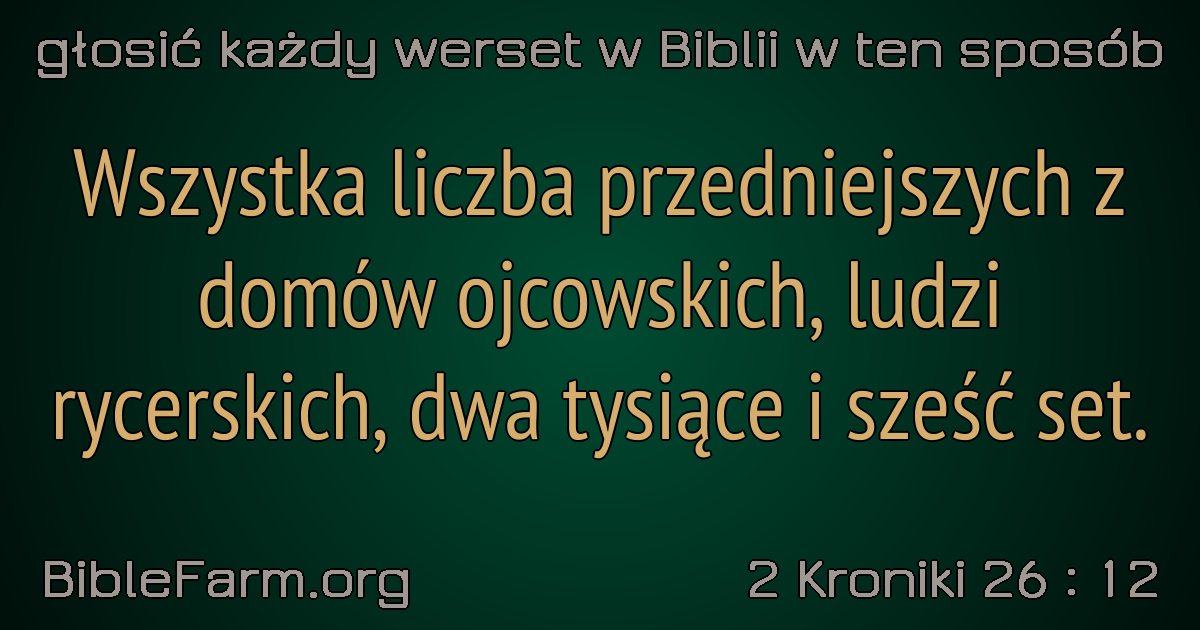 głosić każdy werset w Biblii w ten sposób
Wszystka liczba przedniejszych z
domów ojcowskich, ludzi
rycerskich, dwa tysiące i sześć set.
BibleFarm.org
2 Kroniki 26 : 12